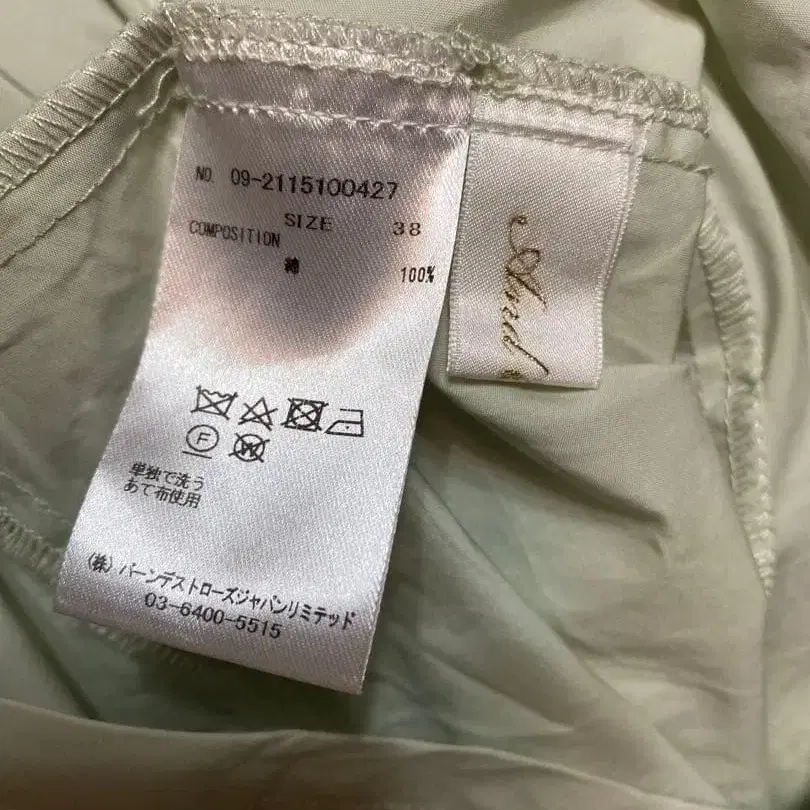 NO. 09-2115100427
SIZE 38
COMPOSITION
綿 100%
F
W
単独で洗う
あて布使用
(株) バーンデストローズジャパンリミテッド
03-6400-5515
And